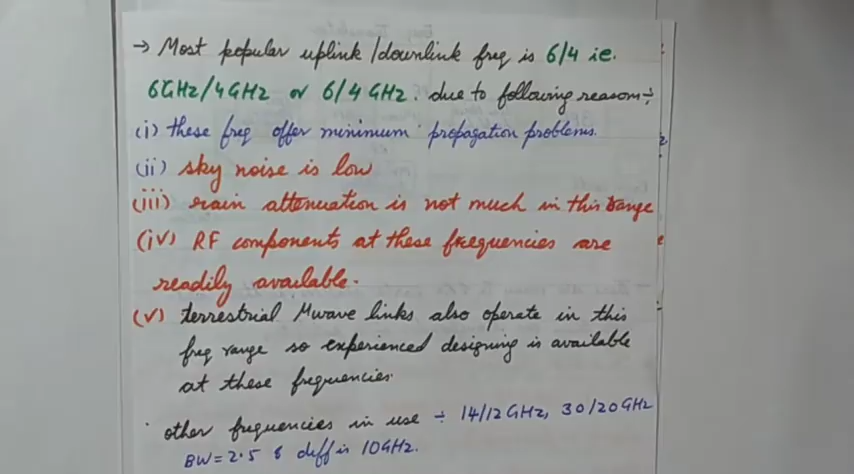 → Most popular uplink/downlink freq is 6/4 ie.
6GHz/4GHz or 6/4 GHz. due to following reason÷
(i) these freq offer minimum propagation problems.
(ii) sky noise is low
(iii) rain attenuation is not much in this range
(iv) RF components at these frequencies are
readily available.
(v) terrestrial Mwave links also operate in this
freq range so experienced designing is available
at these frequencies.
other frequencies in use ÷ 14/12 GHz, 30/20 GHz
BW = 2.5 & diff is 10GHz.